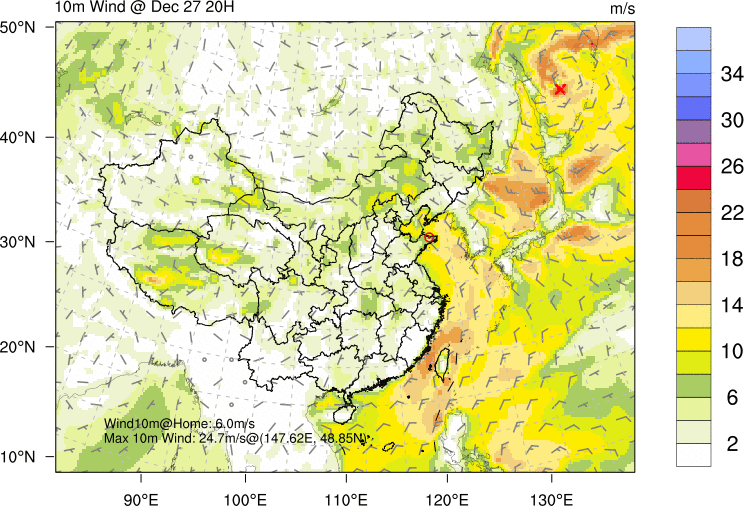 10m Wind @ Dec 27 20H
m/s
50°N
40°N
30°N
20°N
10°N
Wind10m@Home: 6.0m/s
Max 10m Wind: 24.7m/s@(147.62E, 48.85N)
90°E 100°E 110°E 120°E 130°E
34
30
26
22
18
14
10
6
2